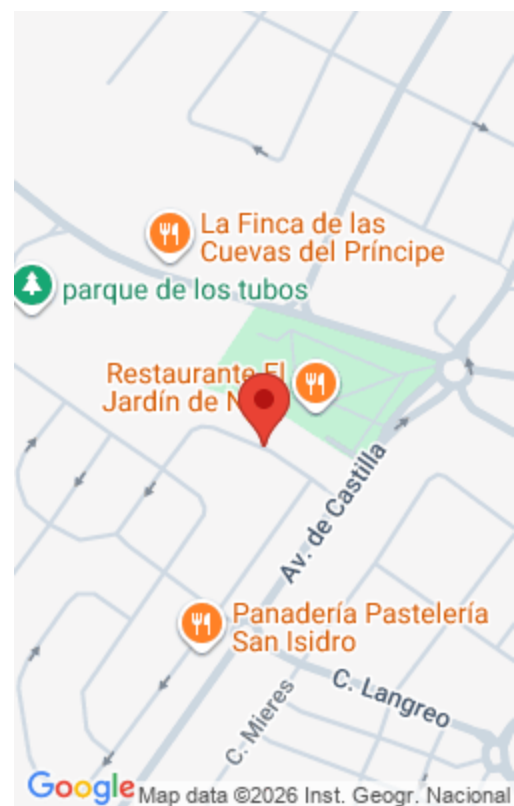 La Finca de las
Cuevas del Príncipe
parque de los tubos
Restaurante El
Jardín de
Av. de Castilla
Panadería Pastelería
San Isidro
C. Langreo
C. Mieres
Google
Map data ©2026 Inst. Geogr. Nacional